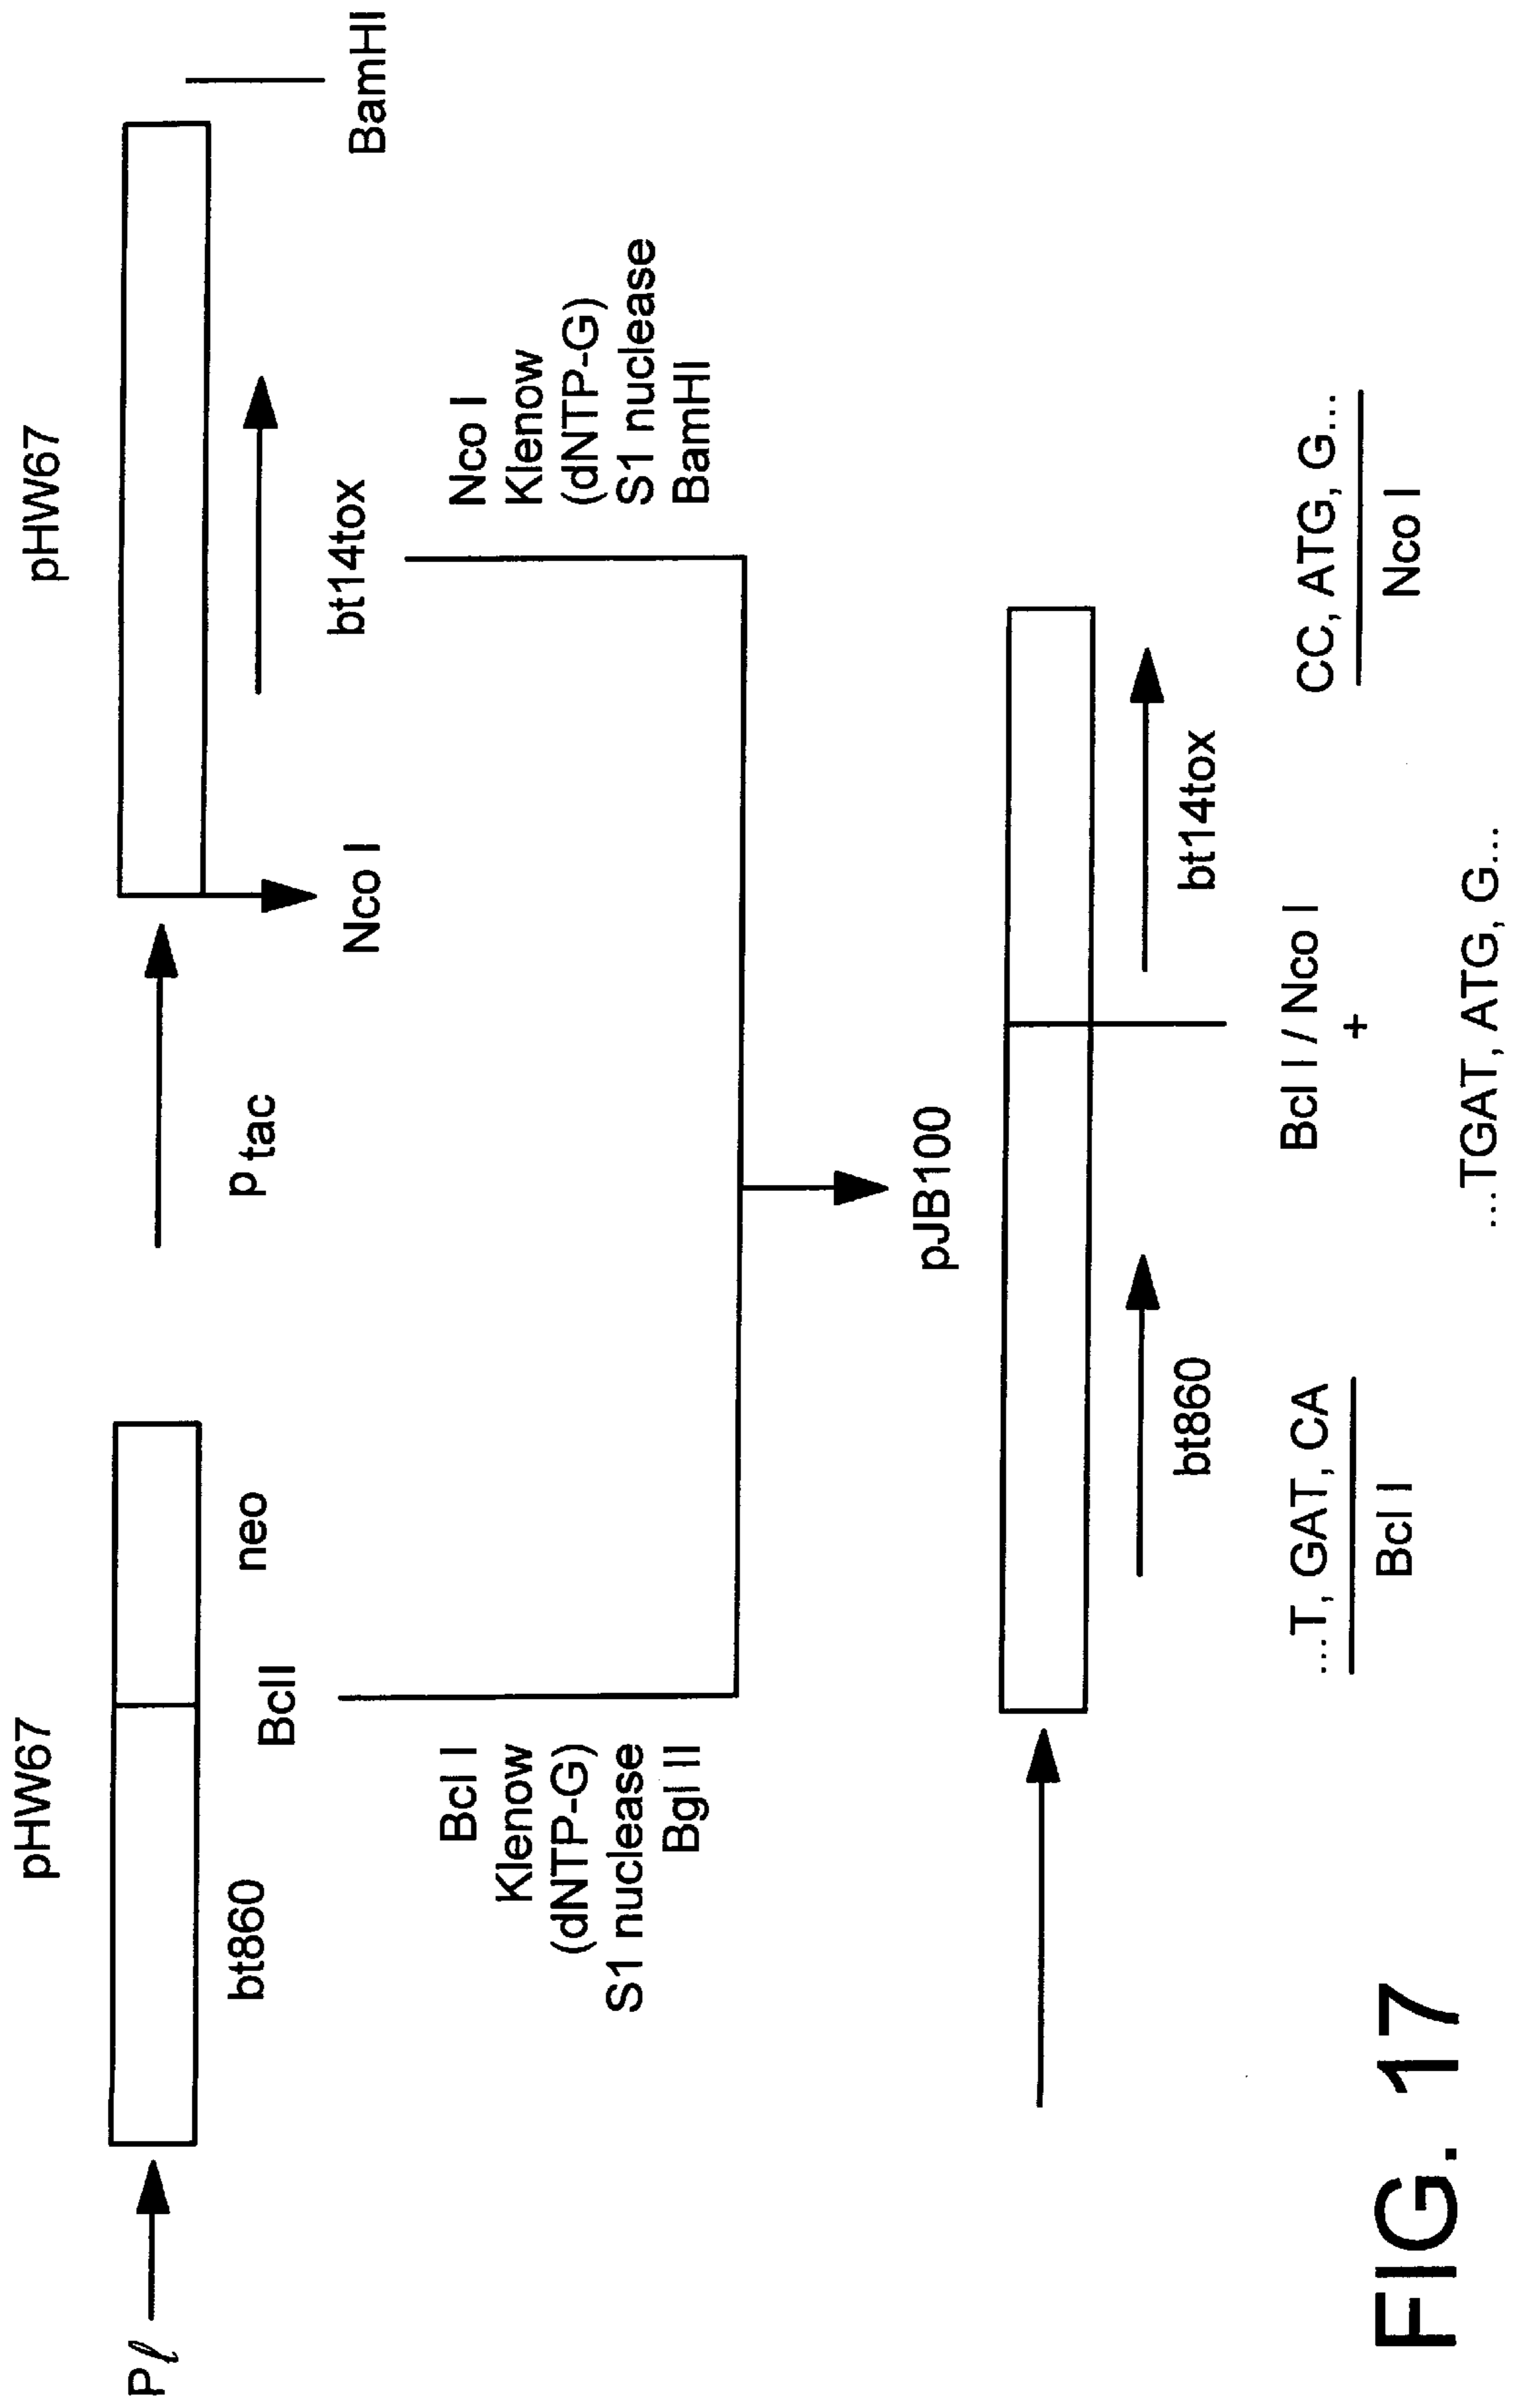 pHW67
pHW67
Pℓ
bt860
BclI
neo
p tac
Nco I
bt14tox
BamHI
Bcl I
Klenow
(dNTP-G)
S1 nuclease
Bgl II
Nco I
Klenow
(dNTP-G)
S1 nuclease
BamHI
pJB100
bt860
bt14tox
...T, GAT, CA
Bcl I
Bcl I / Nco I
+
...TGAT, ATG, G...
CC, ATG, G...
Nco I
FIG. 17